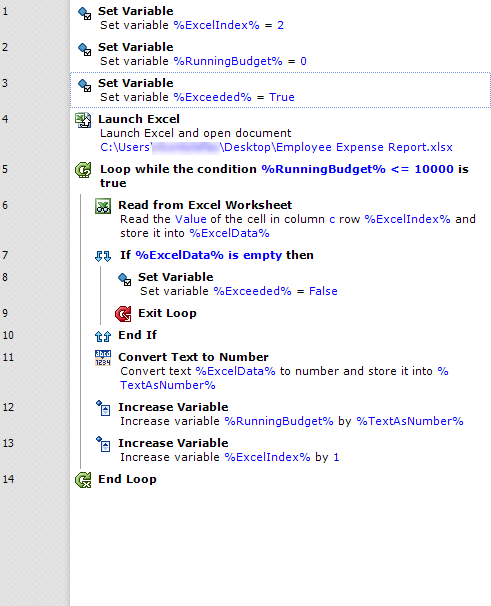 1 Set Variable
Set variable %ExcelIndex% = 2
2 Set Variable
Set variable %RunningBudget% = 0
3 Set Variable
Set variable %Exceeded% = True
4 Launch Excel
Launch Excel and open document
C:\Users\ \Desktop\Employee Expense Report.xlsx
5 Loop while the condition %RunningBudget% <= 10000 is
true
6 Read from Excel Worksheet
Read the Value of the cell in column c row %ExcelIndex% and
store it into %ExcelData%
7 If %ExcelData% is empty then
8 Set Variable
Set variable %Exceeded% = False
9 Exit Loop
10 End If
11 Convert Text to Number
Convert text %ExcelData% to number and store it into %
TextAsNumber%
12 Increase Variable
Increase variable %RunningBudget% by %TextAsNumber%
13 Increase Variable
Increase variable %ExcelIndex% by 1
14 End Loop